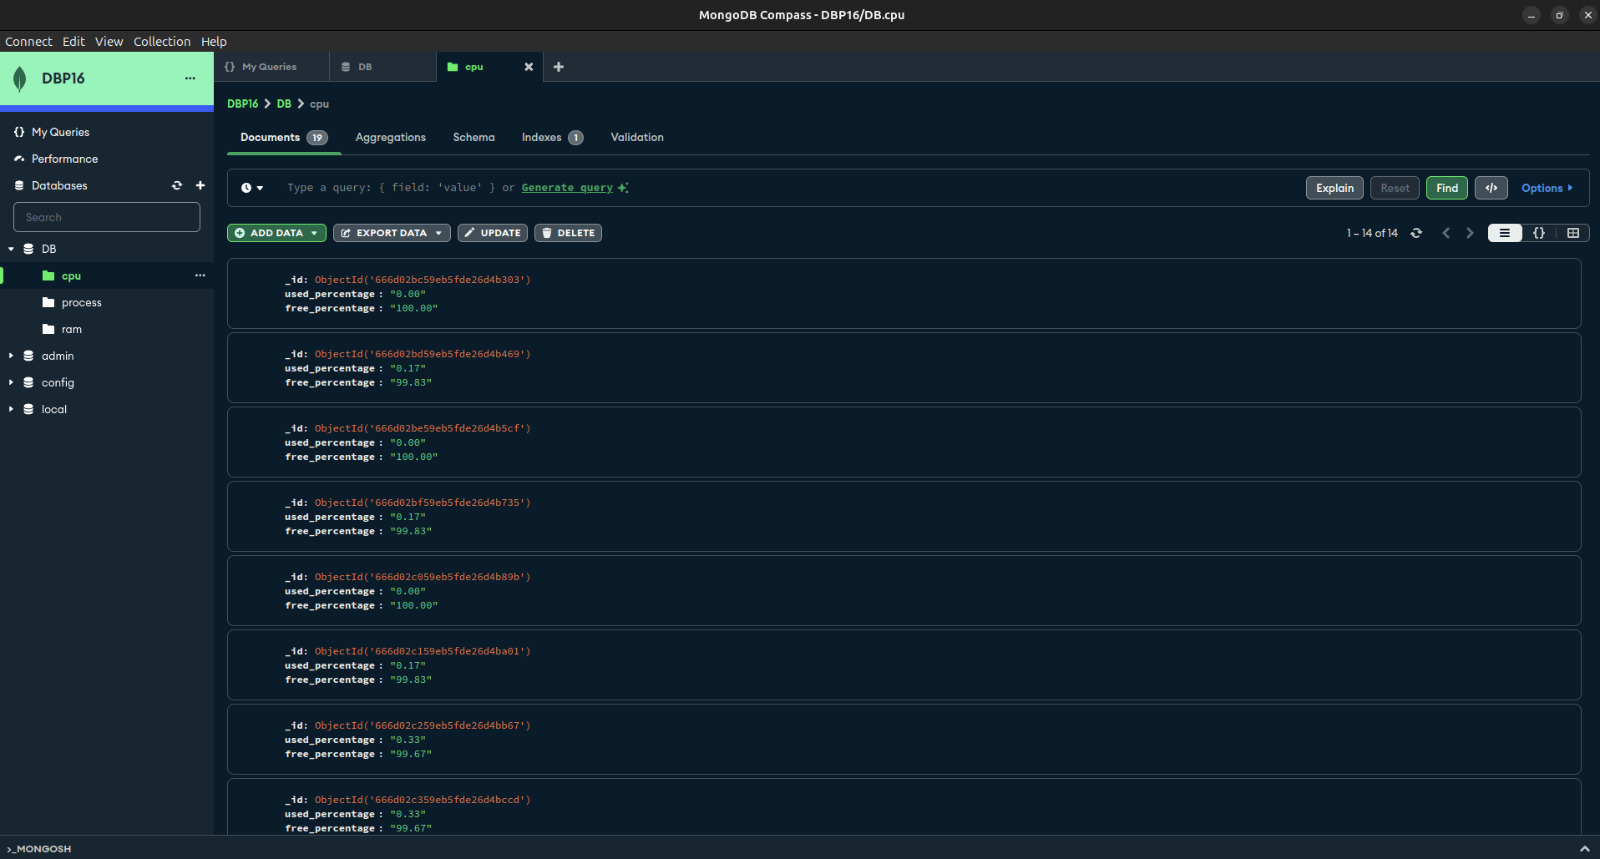 MongoDB Compass - DBP16/DB.cpu
Connect Edit View Collection Help
DBP16 ...
{} My Queries
Performance
Databases
Search
DB
cpu ...
process
ram
admin
config
local
{} My Queries DB cpu
DBP16 > DB > cpu
Documents 19 Aggregations Schema Indexes 1 Validation
Type a query: { field: 'value' } or Generate query
Explain Reset Find </> Options
ADD DATA EXPORT DATA UPDATE DELETE 1 – 14 of 14 {}
_id: ObjectId('666d02bc59eb5fde26d4b303')
used_percentage : "0.00"
free_percentage : "100.00"
_id: ObjectId('666d02bd59eb5fde26d4b469')
used_percentage : "0.17"
free_percentage : "99.83"
_id: ObjectId('666d02be59eb5fde26d4b5cf')
used_percentage : "0.00"
free_percentage : "100.00"
_id: ObjectId('666d02bf59eb5fde26d4b735')
used_percentage : "0.17"
free_percentage : "99.83"
_id: ObjectId('666d02c059eb5fde26d4b89b')
used_percentage : "0.00"
free_percentage : "100.00"
_id: ObjectId('666d02c159eb5fde26d4ba01')
used_percentage : "0.17"
free_percentage : "99.83"
_id: ObjectId('666d02c259eb5fde26d4bb67')
used_percentage : "0.33"
free_percentage : "99.67"
_id: ObjectId('666d02c359eb5fde26d4bccd')
used_percentage : "0.33"
free_percentage : "99.67"
>_MONGOSH